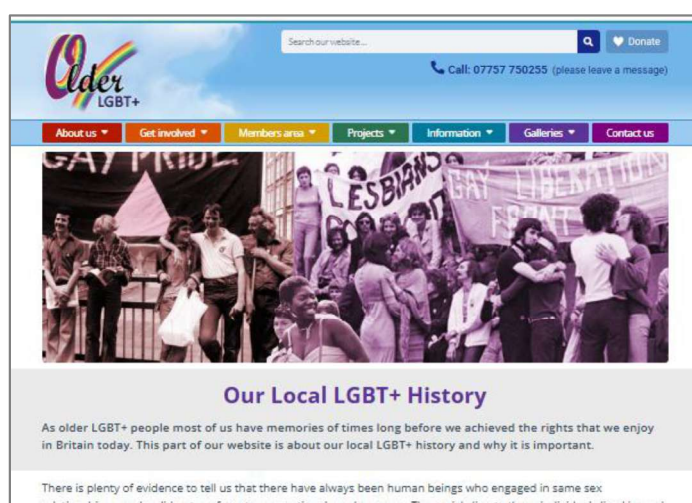 Older
LGBT+
Search our website...
Donate
Call: 07757 750255 (please leave a message)
About us
Get involved
Members area
Projects
Information
Galleries
Contact us
GAY PRIDE
LESBIANS
GAY LIBERATION
FRONT
Our Local LGBT+ History
As older LGBT+ people most of us have memories of times long before we achieved the rights that we enjoy
in Britain today. This part of our website is about our local LGBT+ history and why it is important.
There is plenty of evidence to tell us that there have always been human beings who engaged in same sex